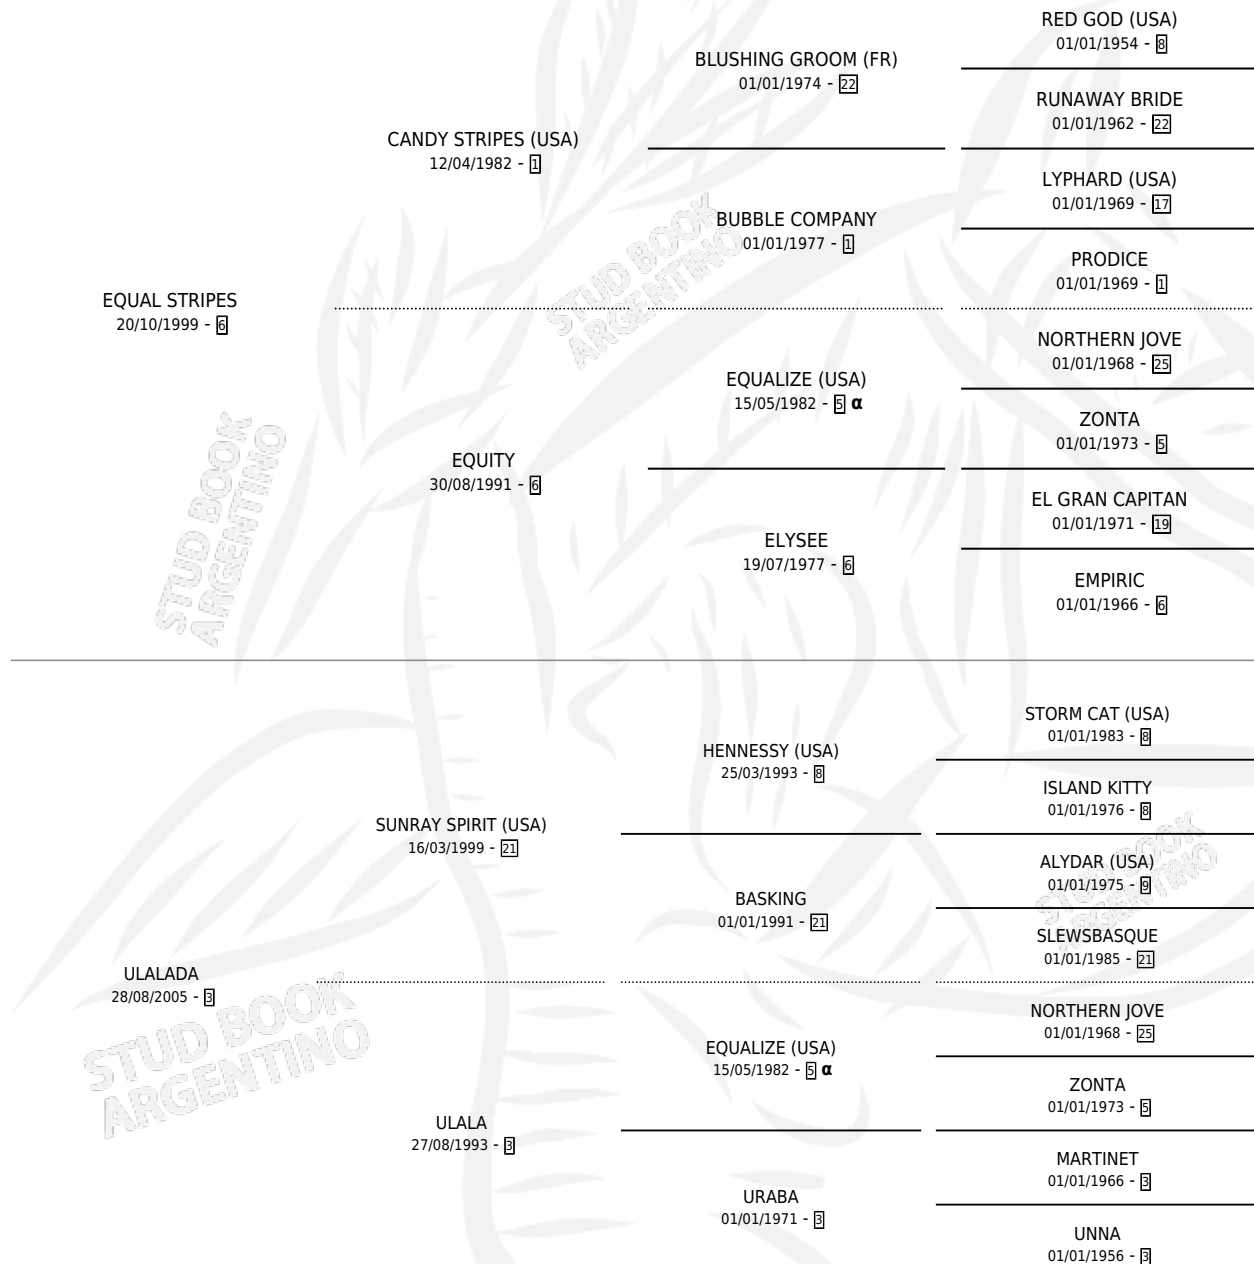 RED GOD (USA)
01/01/1954 - 8
BLUSHING GROOM (FR)
01/01/1974 - 22
RUNAWAY BRIDE
01/01/1962 - 22
CANDY STRIPES (USA)
12/04/1982 - 1
LYPHARD (USA)
01/01/1969 - 17
BUBBLE COMPANY
01/01/1977 - 1
PRODICE
01/01/1969 - 1
EQUAL STRIPES
20/10/1999 - 6
NORTHERN JOVE
01/01/1968 - 25
EQUALIZE (USA)
15/05/1982 - 5 α
ZONTA
01/01/1973 - 5
EQUITY
30/08/1991 - 6
EL GRAN CAPITAN
01/01/1971 - 19
ELYSEE
19/07/1977 - 6
EMPIRIC
01/01/1966 - 6
STORM CAT (USA)
01/01/1983 - 8
HENNESSY (USA)
25/03/1993 - 8
ISLAND KITTY
01/01/1976 - 8
SUNRAY SPIRIT (USA)
16/03/1999 - 21
ALYDAR (USA)
01/01/1975 - 9
BASKING
01/01/1991 - 21
SLEWSBASQUE
01/01/1985 - 21
ULALADA
28/08/2005 - 3
NORTHERN JOVE
01/01/1968 - 25
EQUALIZE (USA)
15/05/1982 - 5 α
ZONTA
01/01/1973 - 5
ULALA
27/08/1993 - 3
MARTINET
01/01/1966 - 3
URABA
01/01/1971 - 3
UNNA
01/01/1956 - 3
STUD BOOK
ARGENTINO
STUD BOOK
ARGENTINO
STUD BOOK
ARGENTINO
STUD BOOK
ARGENTINO